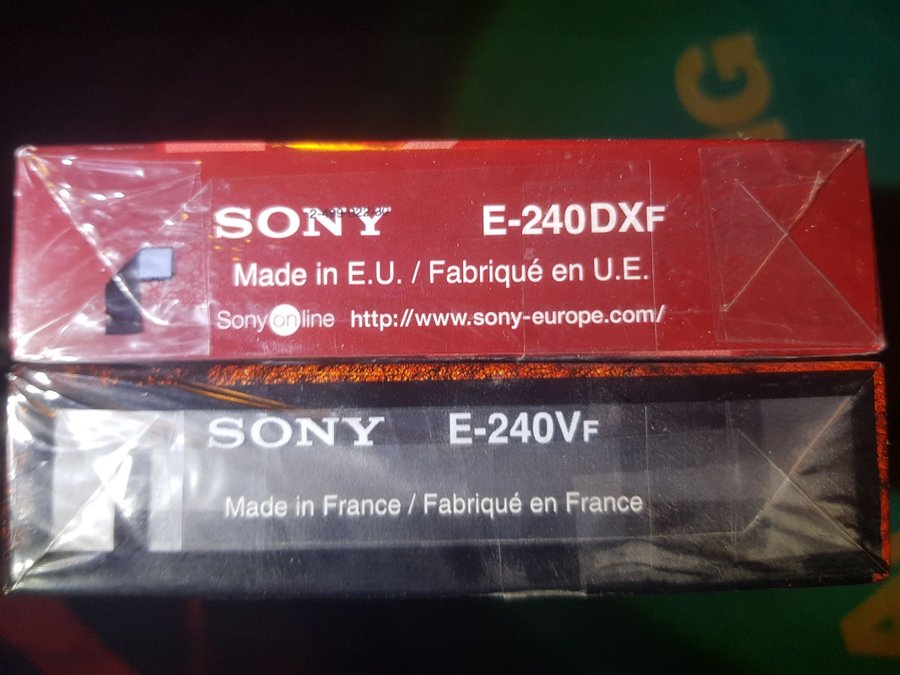 NG
SONY E-240DXF
Made in E.U. / Fabriqué en U.E.
Sony online http://www.sony-europe.com/
SONY E-240VF
Made in France / Fabriqué en France